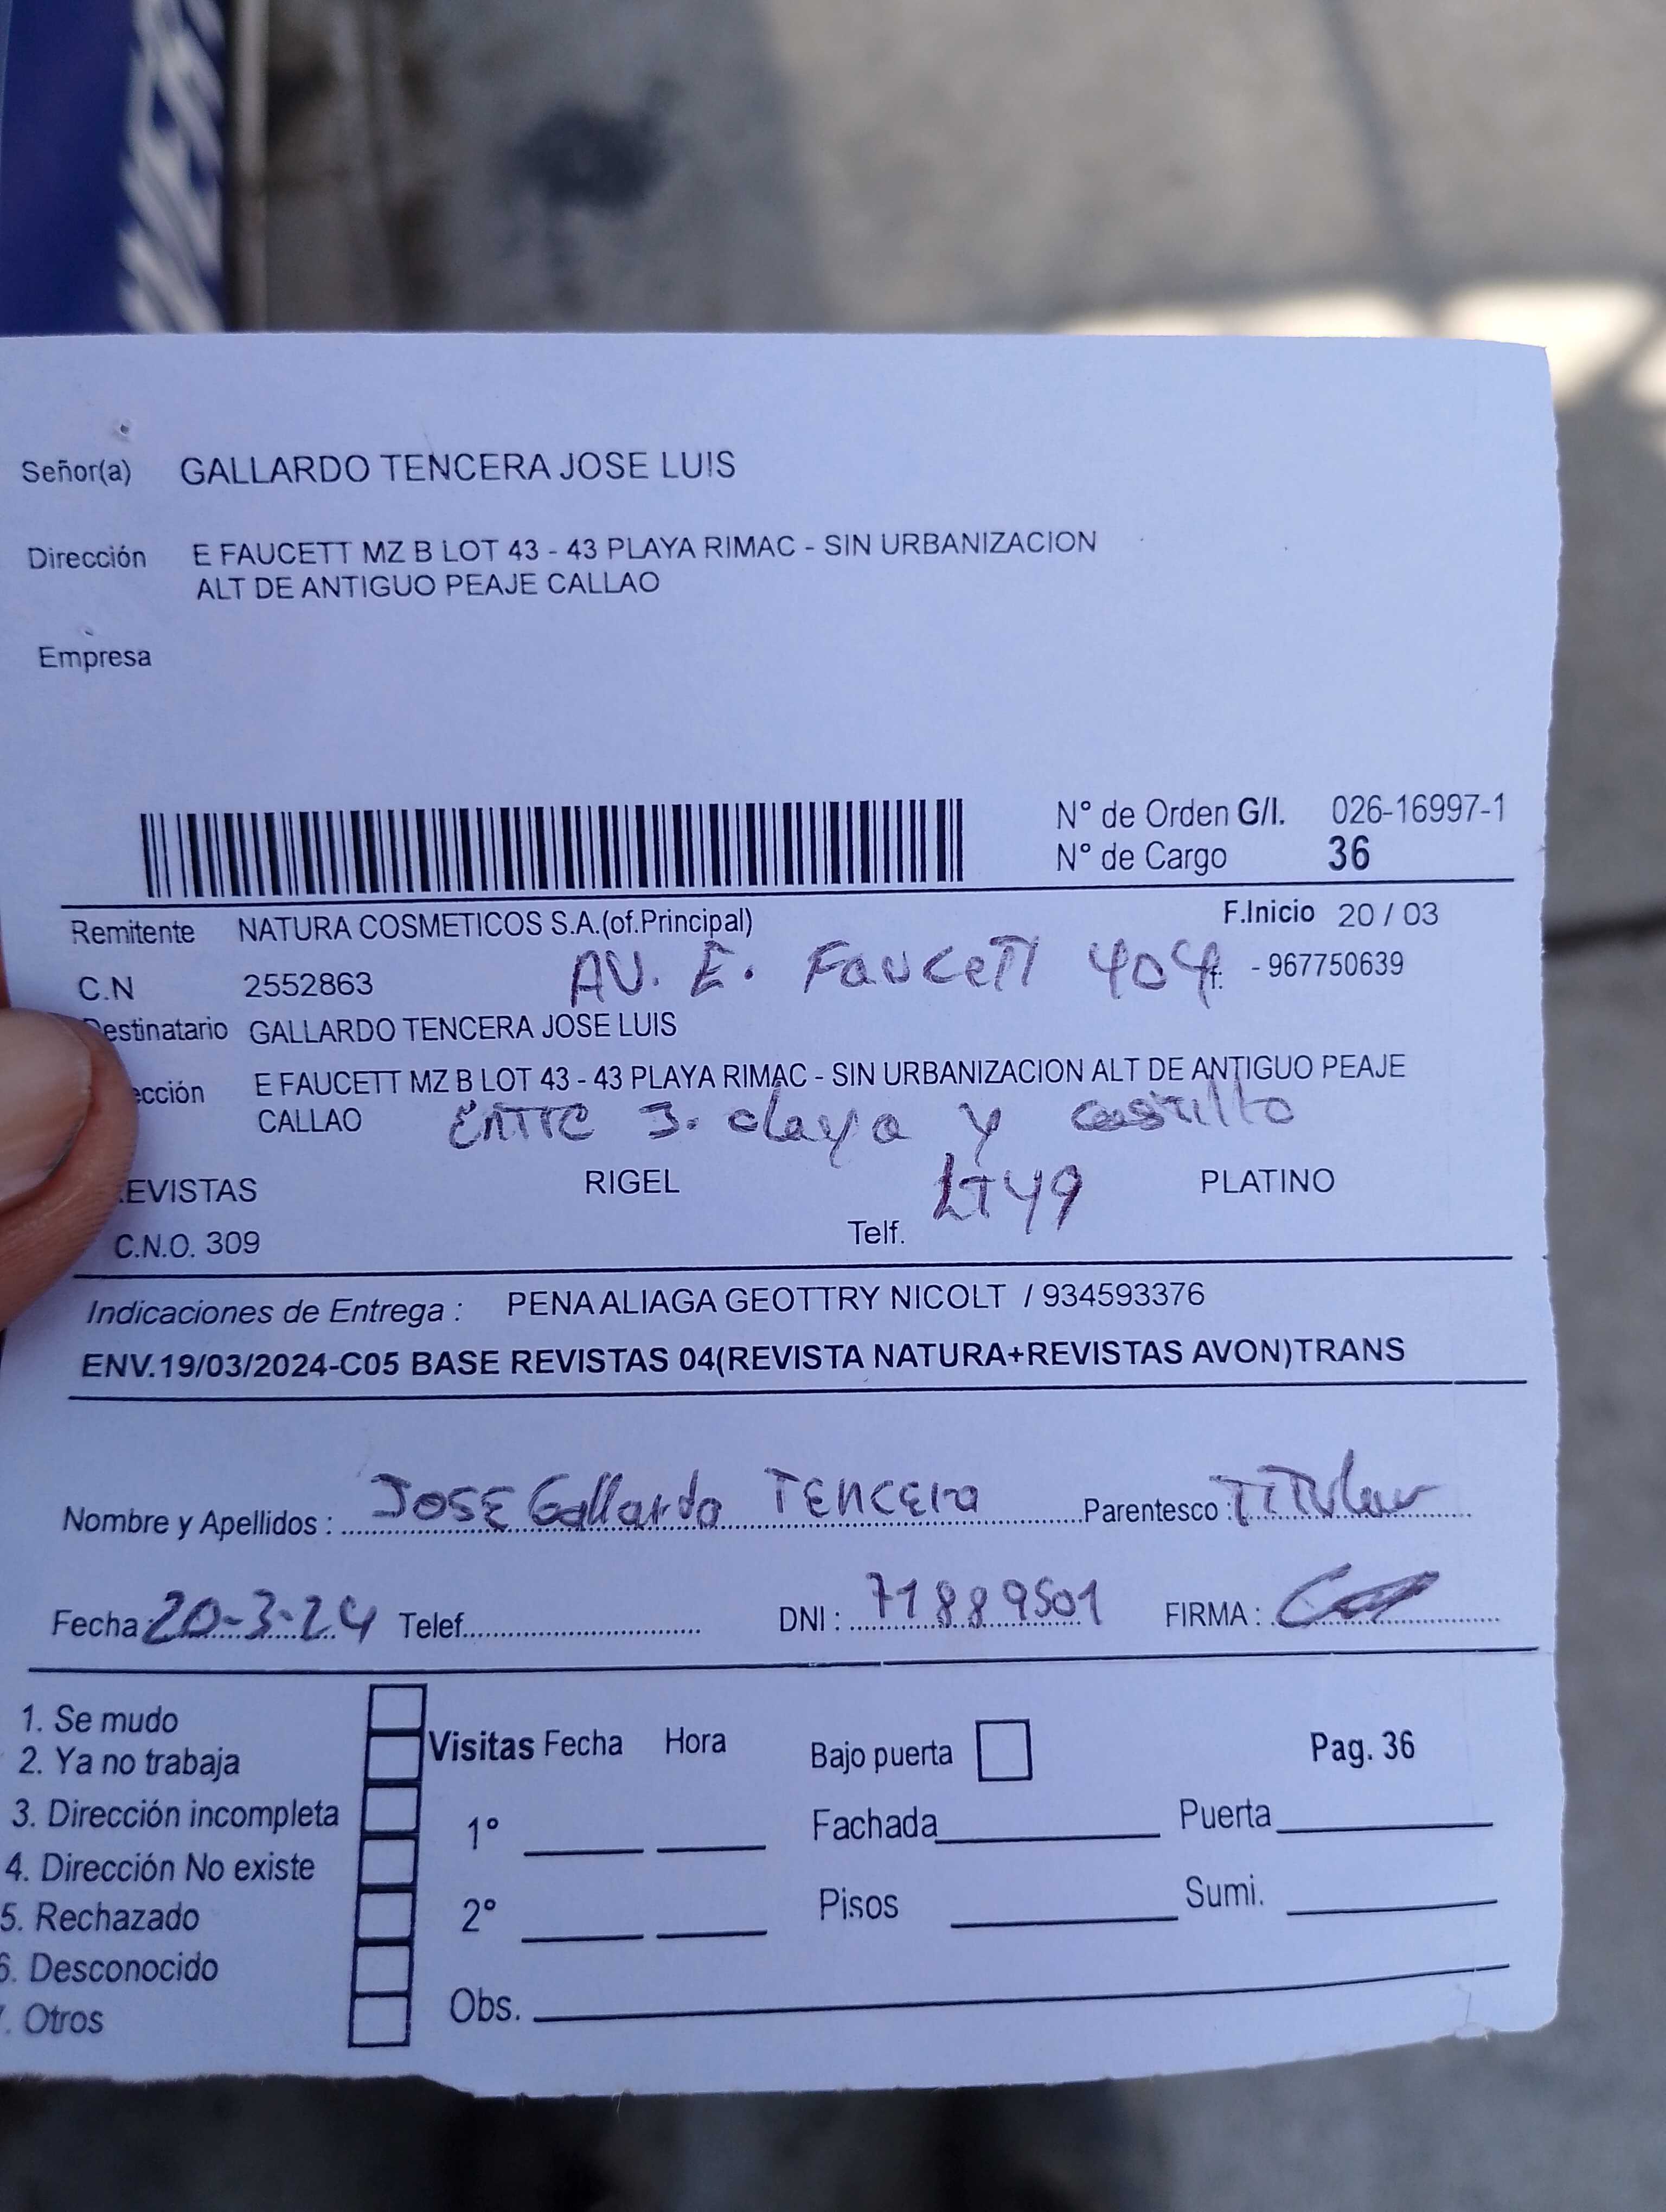 Señor(a) GALLARDO TENCERA JOSE LUIS
Dirección E FAUCETT MZ B LOT 43 - 43 PLAYA RIMAC - SIN URBANIZACION
ALT DE ANTIGUO PEAJE CALLAO
Empresa
N° de Orden G/I. 026-16997-1
N° de Cargo 36
Remitente NATURA COSMETICOS S.A.(of.Principal) F.Inicio 20 / 03
C.N 2552863 AV. E. Faucett 404 f. - 967750639
Destinatario GALLARDO TENCERA JOSE LUIS
ección E FAUCETT MZ B LOT 43 - 43 PLAYA RIMAC - SIN URBANIZACION ALT DE ANTIGUO PEAJE
CALLAO ENTRE J. y castillo
EVISTAS RIGEL LT49 PLATINO
C.N.O. 309 Telf.
Indicaciones de Entrega : PENA ALIAGA GEOTTRY NICOLT / 934593376
ENV.19/03/2024-C05 BASE REVISTAS 04(REVISTA NATURA+REVISTAS AVON)TRANS
Nombre y Apellidos : JOSE Gallardo TENCERA Parentesco : TITular
Fecha 20-3-24 Telef. DNI : 71889501 FIRMA :
1. Se mudo
2. Ya no trabaja Visitas Fecha Hora Bajo puerta Pag. 36
3. Dirección incompleta 1° Fachada Puerta
4. Dirección No existe
5. Rechazado 2° Pisos Sumi.
6. Desconocido
. Otros Obs.